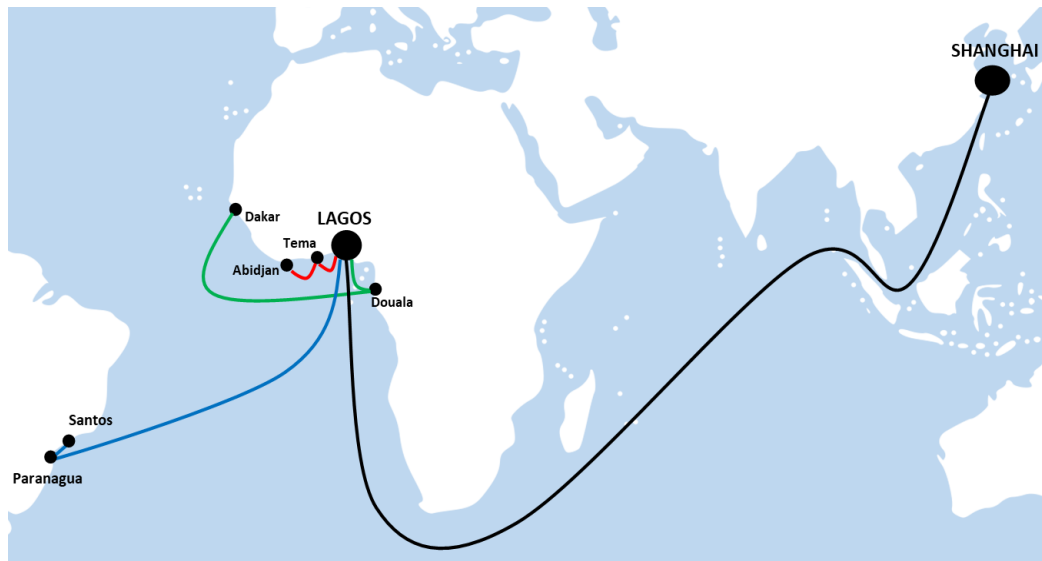 SHANGHAI
Dakar
LAGOS
Tema
Abidjan
Douala
Santos
Paranagua